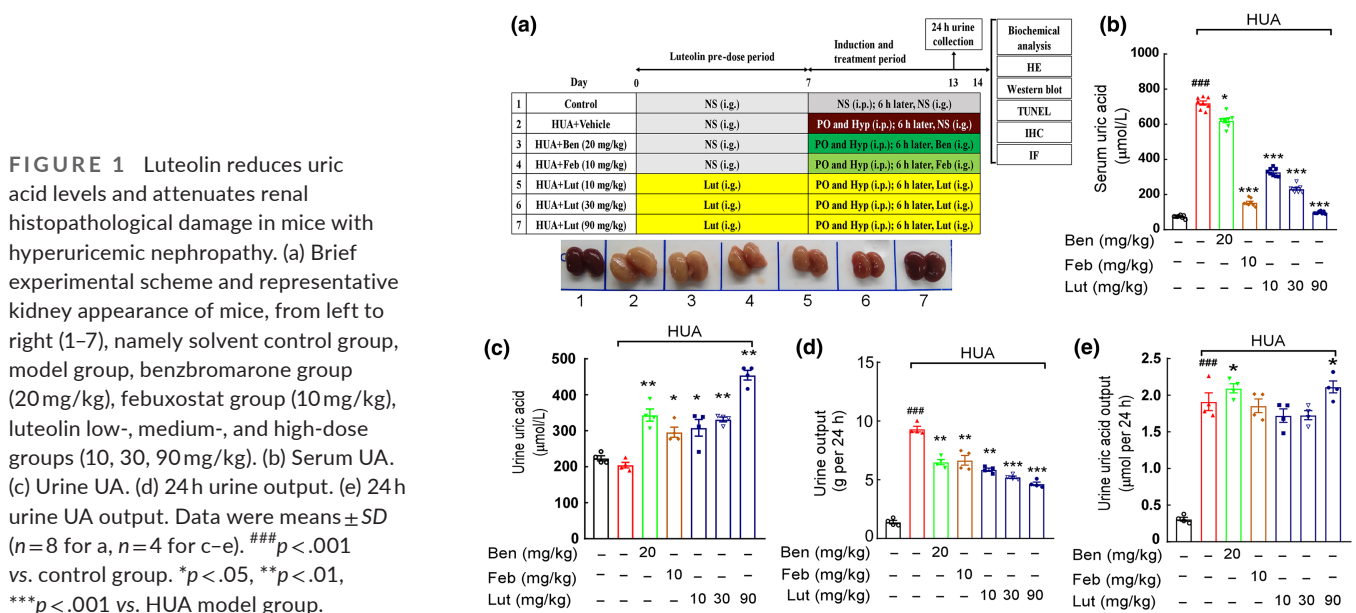 FIGURE 1 Luteolin reduces uric
acid levels and attenuates renal
histopathological damage in mice with
hyperuricemic nephropathy. (a) Brief
experimental scheme and representative
kidney appearance of mice, from left to
right (1–7), namely solvent control group,
model group, benzbromarone group
(20 mg/kg), febuxostat group (10 mg/kg),
luteolin low-, medium-, and high-dose
groups (10, 30, 90 mg/kg). (b) Serum UA.
(c) Urine UA. (d) 24 h urine output. (e) 24 h
urine UA output. Data were means ± SD
(n = 8 for a, n = 4 for c–e). ###p < .001
vs. control group. *p < .05, **p < .01,
***p < .001 vs. HUA model group.
(a)
24 h urine
collection
Luteolin pre-dose period
Induction and
treatment period
Day 0 7 13 14
1 Control NS (i.g.) NS (i.p.); 6 h later, NS (i.g.)
2 HUA+Vehicle NS (i.g.) PO and Hyp (i.p.); 6 h later, NS (i.g.)
3 HUA+Ben (20 mg/kg) NS (i.g.) PO and Hyp (i.p.); 6 h later, Ben (i.g.)
4 HUA+Feb (10 mg/kg) NS (i.g.) PO and Hyp (i.p.); 6 h later, Feb (i.g.)
5 HUA+Lut (10 mg/kg) Lut (i.g.) PO and Hyp (i.p.); 6 h later, Lut (i.g.)
6 HUA+Lut (30 mg/kg) Lut (i.g.) PO and Hyp (i.p.); 6 h later, Lut (i.g.)
7 HUA+Lut (90 mg/kg) Lut (i.g.) PO and Hyp (i.p.); 6 h later, Lut (i.g.)
Biochemical
analysis
HE
Western blot
TUNEL
IHC
IF
1 2 3 4 5 6 7
(b)
HUA
Serum uric acid
(μmol/L)
1000
800
600
400
200
0
### * *** *** *** ***
Ben (mg/kg) – – 20 – – – –
Feb (mg/kg) – – – 10 – – –
Lut (mg/kg) – – – – 10 30 90
(c)
HUA
Urine uric acid
(μmol/L)
500
400
300
200
100
0
** * * ** **
Ben (mg/kg) – – 20 – – – –
Feb (mg/kg) – – – 10 – – –
Lut (mg/kg) – – – – 10 30 90
(d)
HUA
Urine output
(g per 24 h)
15
10
5
0
### ** ** ** *** ***
Ben (mg/kg) – – 20 – – – –
Feb (mg/kg) – – – 10 – – –
Lut (mg/kg) – – – – 10 30 90
(e)
HUA
Urine uric acid output
(μmol per 24 h)
2.5
2.0
1.5
1.0
0.5
0.0
### * *
Ben (mg/kg) – – 20 – – – –
Feb (mg/kg) – – – 10 – – –
Lut (mg/kg) – – – – 10 30 90